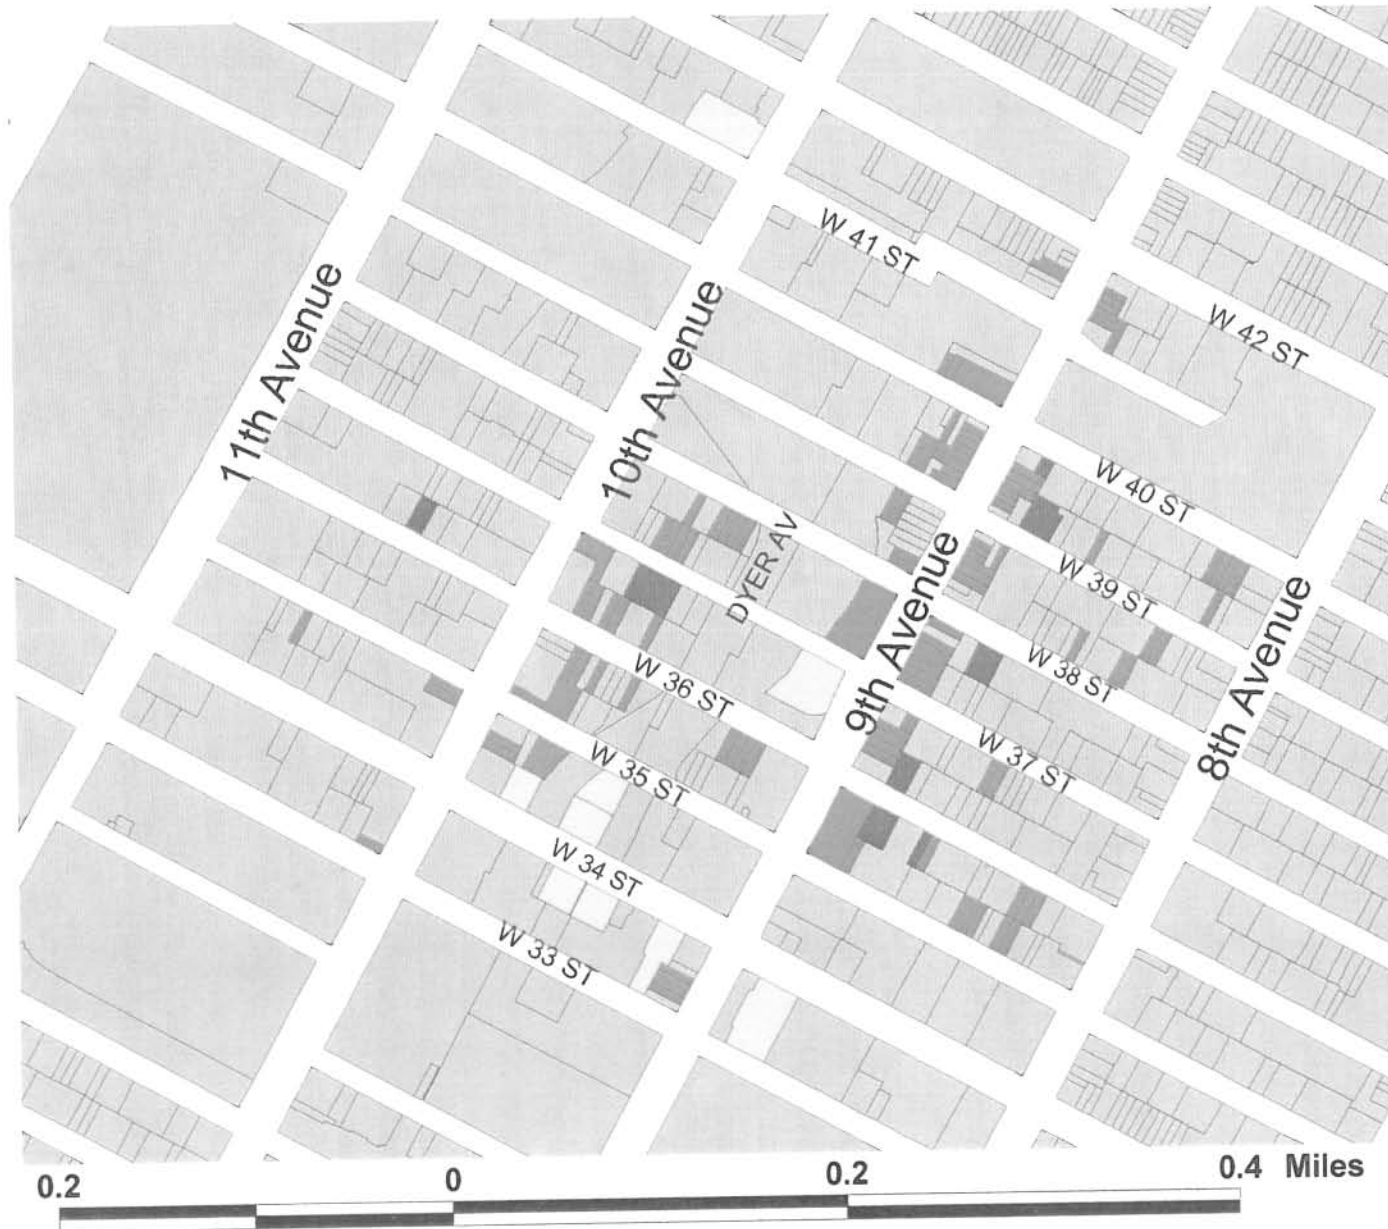 W 41 ST
W 42 ST
11th Avenue
10th Avenue
W 40 ST
DYER AV
W 39 ST
9th Avenue
W 38 ST
8th Avenue
W 36 ST
W 37 ST
W 35 ST
W 34 ST
W 33 ST
0.2 0 0.2 0.4 Miles